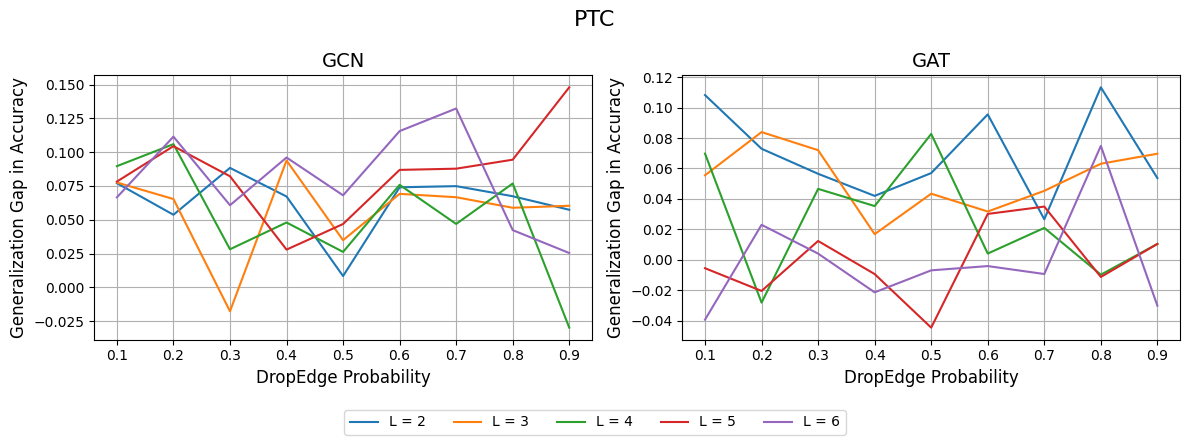 PTC
GCN
Generalization Gap in Accuracy
0.150
0.125
0.100
0.075
0.050
0.025
0.000
−0.025
0.1 0.2 0.3 0.4 0.5 0.6 0.7 0.8 0.9
DropEdge Probability
GAT
Generalization Gap in Accuracy
0.12
0.10
0.08
0.06
0.04
0.02
0.00
−0.02
−0.04
0.1 0.2 0.3 0.4 0.5 0.6 0.7 0.8 0.9
DropEdge Probability
L = 2 L = 3 L = 4 L = 5 L = 6